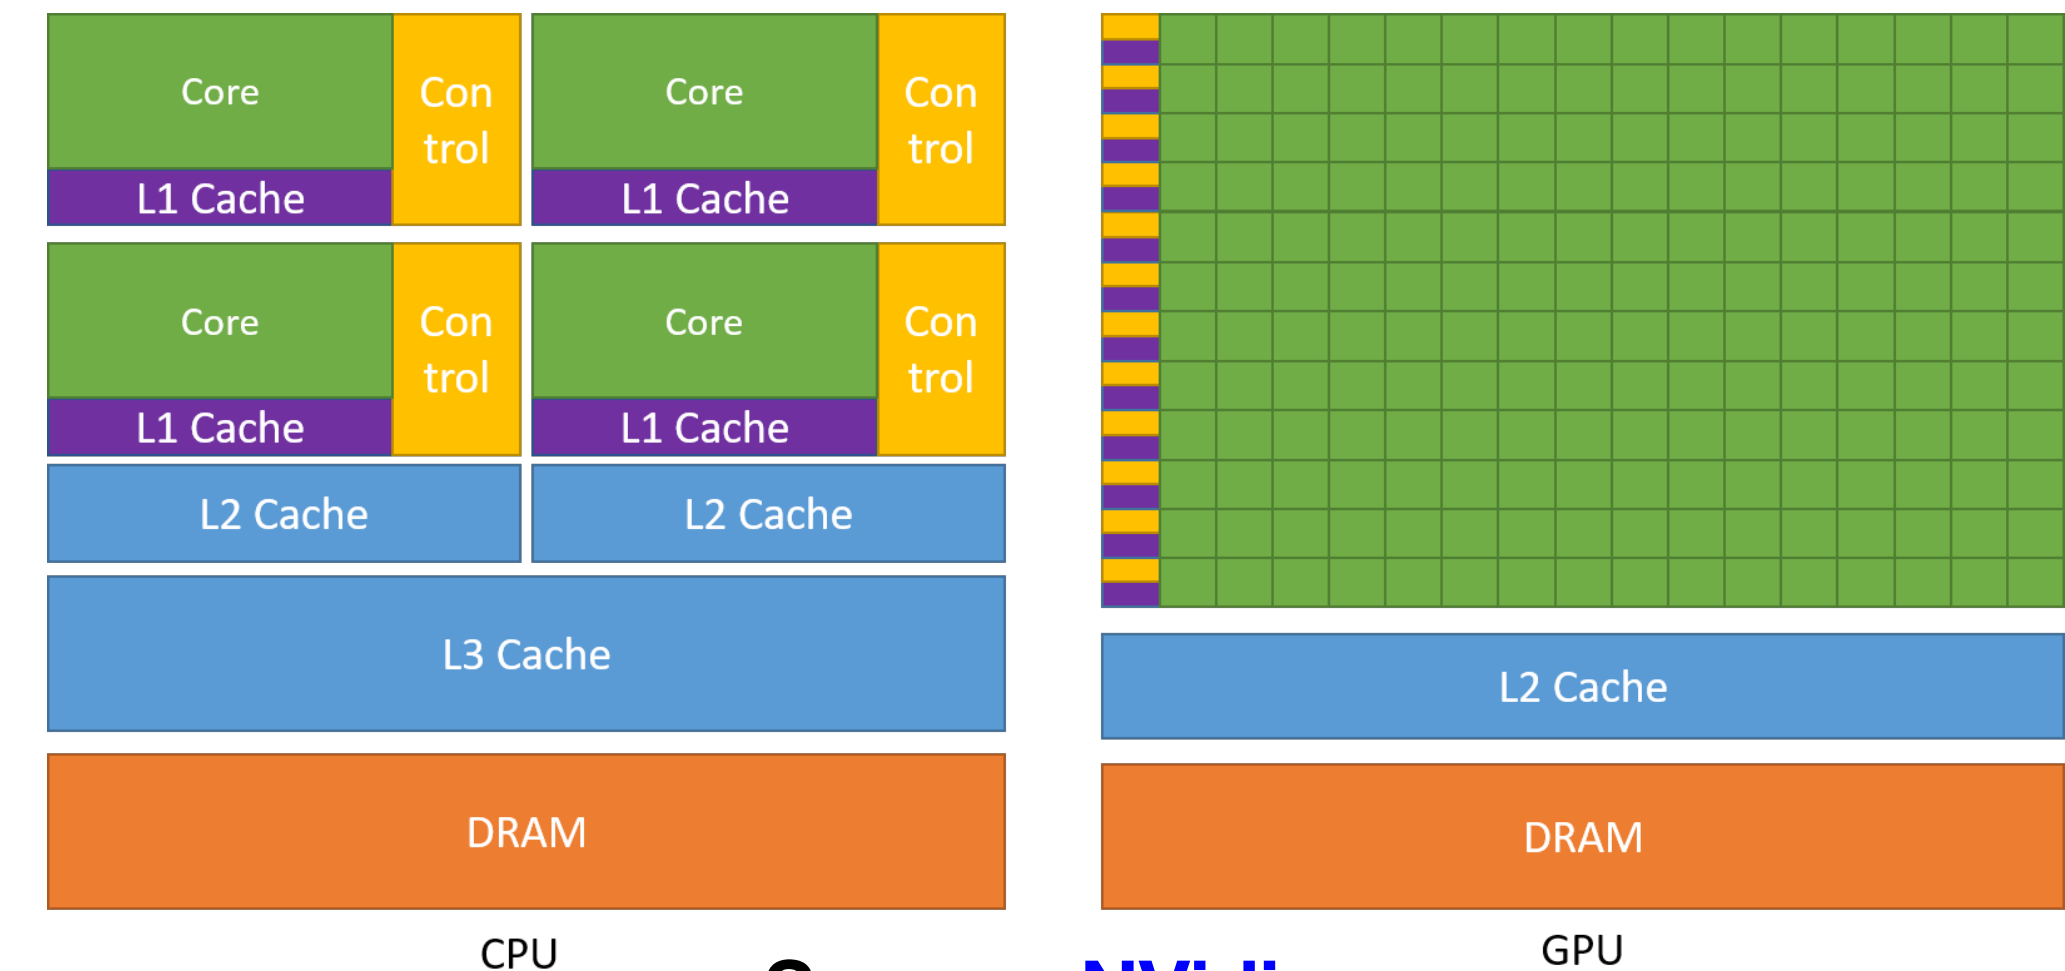 Core
Con
trol
L1 Cache
Core
Con
trol
L1 Cache
Core
Con
trol
L1 Cache
Core
Con
trol
L1 Cache
L2 Cache
L2 Cache
L3 Cache
DRAM
CPU
L2 Cache
DRAM
GPU